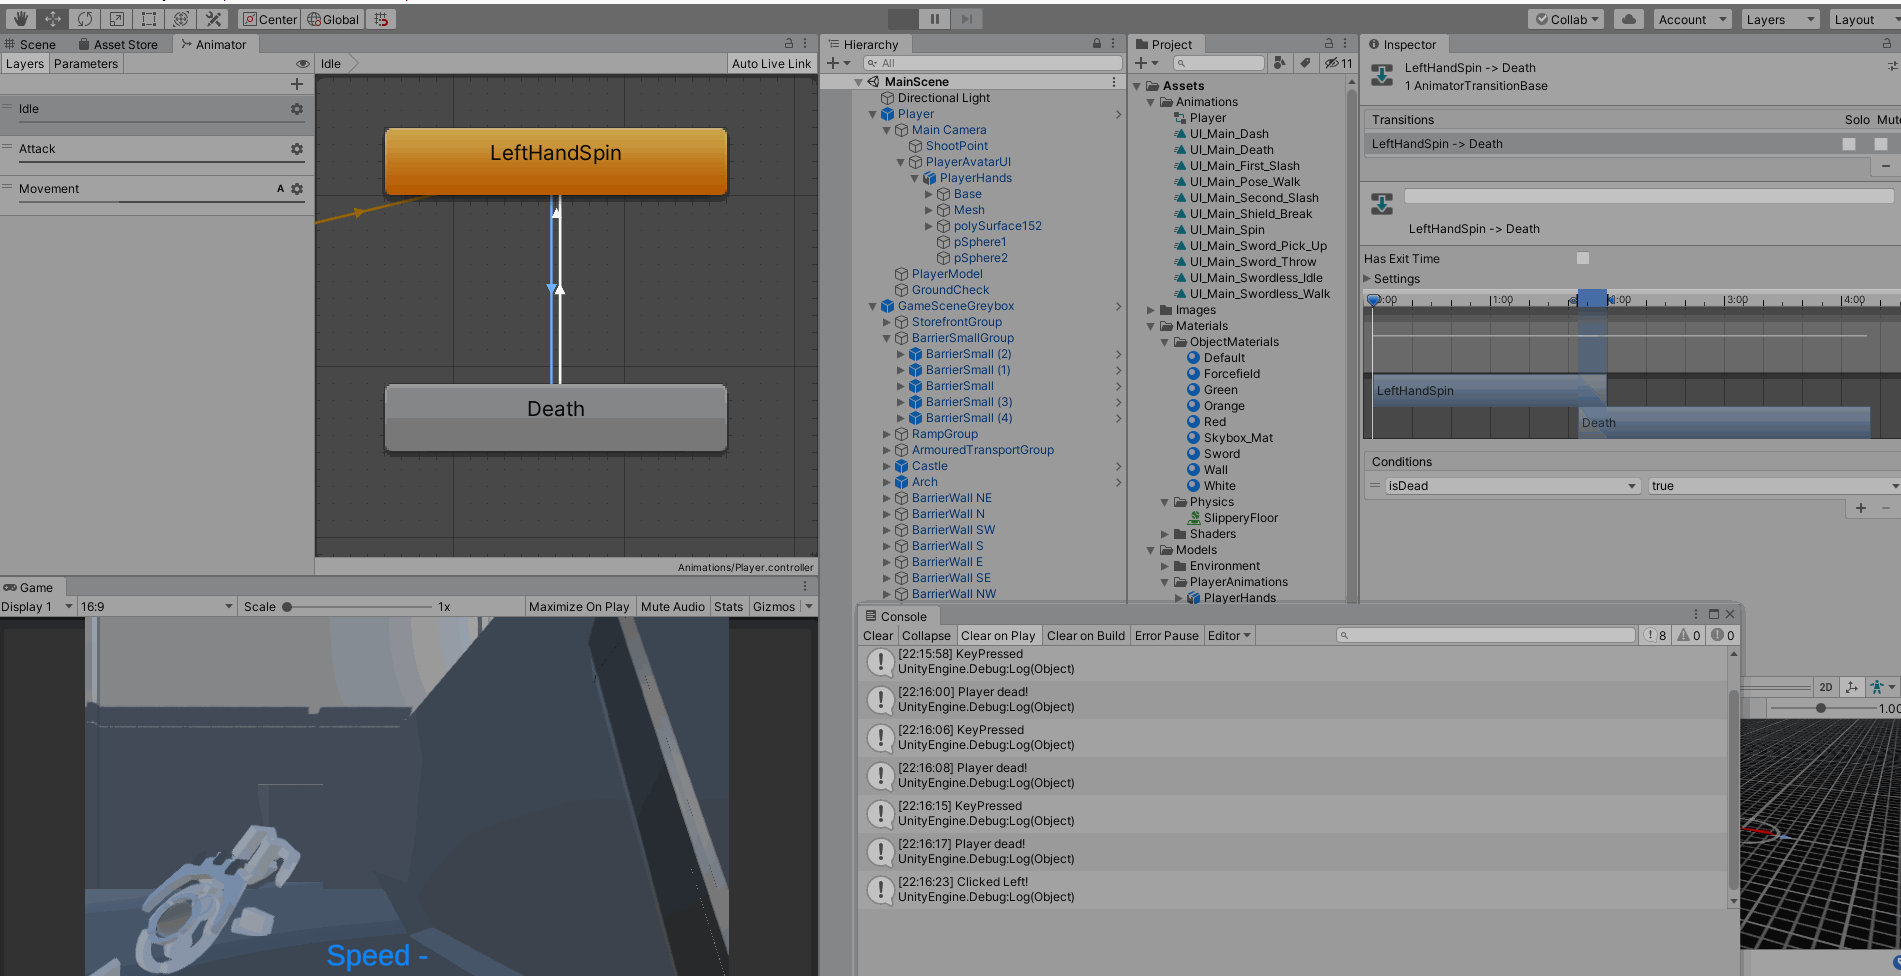 Center
Global
Collab
Account
Layers
Layout
Scene
Asset Store
Animator
Layers
Parameters
Idle
Auto Live Link
Idle
Attack
Movement
A
LeftHandSpin
Death
Animations/Player.controller
Game
Display 1
16:9
Scale
1x
Maximize On Play
Mute Audio
Stats
Gizmos
Speed -
Hierarchy
All
MainScene
Directional Light
Player
Main Camera
ShootPoint
PlayerAvatarUI
PlayerHands
Base
Mesh
polySurface152
pSphere1
pSphere2
PlayerModel
GroundCheck
GameSceneGreybox
StorefrontGroup
BarrierSmallGroup
BarrierSmall (2)
BarrierSmall (1)
BarrierSmall
BarrierSmall (3)
BarrierSmall (4)
RampGroup
ArmouredTransportGroup
Castle
Arch
BarrierWall NE
BarrierWall N
BarrierWall SW
BarrierWall S
BarrierWall E
BarrierWall SE
BarrierWall NW
Project
11
Assets
Animations
Player
UI_Main_Dash
UI_Main_Death
UI_Main_First_Slash
UI_Main_Pose_Walk
UI_Main_Second_Slash
UI_Main_Shield_Break
UI_Main_Spin
UI_Main_Sword_Pick_Up
UI_Main_Sword_Throw
UI_Main_Swordless_Idle
UI_Main_Swordless_Walk
Images
Materials
ObjectMaterials
Default
Forcefield
Green
Orange
Red
Skybox_Mat
Sword
Wall
White
Physics
SlipperyFloor
Shaders
Models
Environment
PlayerAnimations
PlayerHands
Inspector
LeftHandSpin -> Death
1 AnimatorTransitionBase
Transitions
Solo
Mute
LeftHandSpin -> Death
LeftHandSpin -> Death
Has Exit Time
Settings
:00
1:00
:00
3:00
4:00
LeftHandSpin
Death
Conditions
isDead
true
Console
Clear
Collapse
Clear on Play
Clear on Build
Error Pause
Editor
8
0
0
[22:15:58] KeyPressed
UnityEngine.Debug:Log(Object)
[22:16:00] Player dead!
UnityEngine.Debug:Log(Object)
[22:16:06] KeyPressed
UnityEngine.Debug:Log(Object)
[22:16:08] Player dead!
UnityEngine.Debug:Log(Object)
[22:16:15] KeyPressed
UnityEngine.Debug:Log(Object)
[22:16:17] Player dead!
UnityEngine.Debug:Log(Object)
[22:16:23] Clicked Left!
UnityEngine.Debug:Log(Object)
2D
1.00